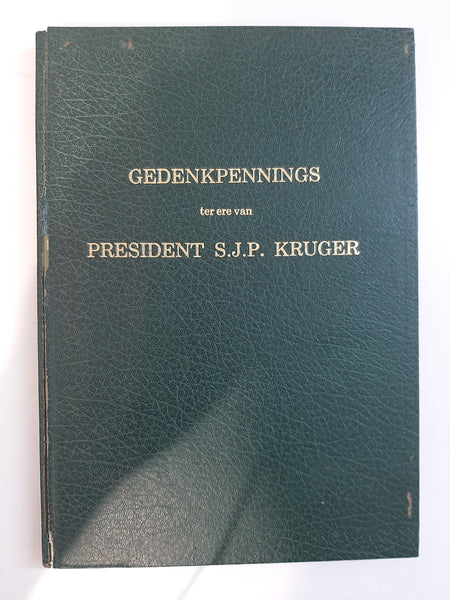 GEDENKPENNINGS
ter ere van
PRESIDENT S.J.P. KRUGER